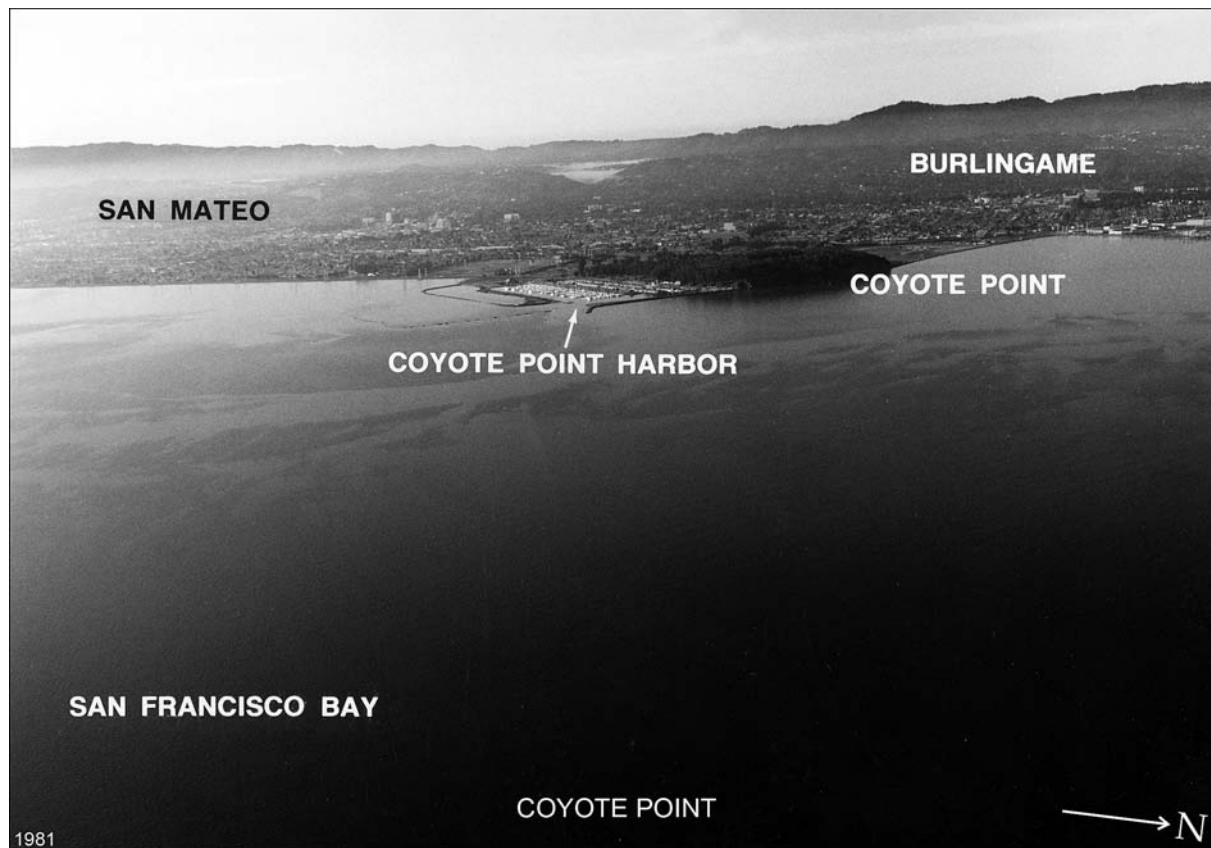 BURLINGAME
SAN MATEO
COYOTE POINT
COYOTE POINT HARBOR
SAN FRANCISCO BAY
COYOTE POINT
N
1981